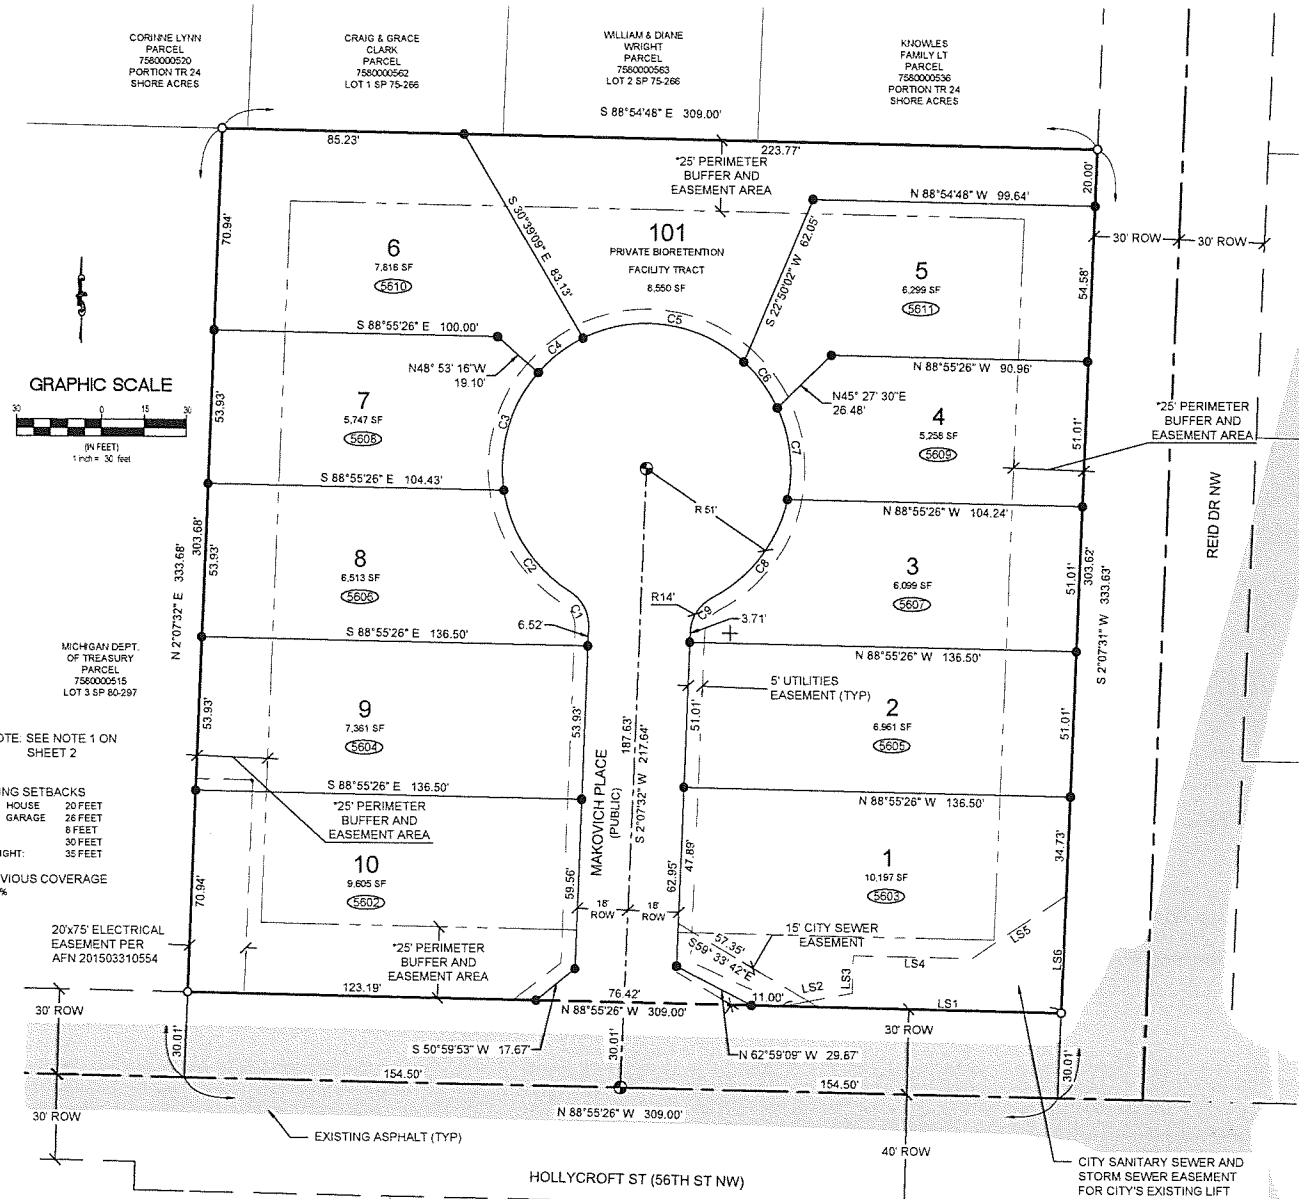 CORINNE LYNN
PARCEL
7580000520
PORTION TR 24
SHORE ACRES
CRAIG & GRACE
CLARK
PARCEL
7580000562
LOT 1 SP 75-266
WILLIAM & DIANE
WRIGHT
PARCEL
7580000563
LOT 2 SP 75-266
KNOWLES
FAMILY LT
PARCEL
7580000536
PORTION TR 24
SHORE ACRES
S 88°54'48" E 309.00'
85.23'
223.77'
*25' PERIMETER
BUFFER AND
EASEMENT AREA
20.00'
N 88°54'48" W 99.64'
70.94'
S 30°39'09" E 83.13'
101
PRIVATE BIORETENTION
FACILITY TRACT
8,550 SF
S 22°50'02" W 62.05'
30' ROW
30' ROW
6
7,816 SF
5610
5
6,299 SF
5611
54.58'
S 88°55'26" E 100.00'
C5
C4
C6
N48° 53' 16"W
19.10'
N 88°55'26" W 90.96'
GRAPHIC SCALE
30 0 15 30
(IN FEET)
1 inch = 30 feet
53.93'
7
5,747 SF
5608
C3
N45° 27' 30"E
26.48'
C7
4
5,258 SF
5609
51.01'
*25' PERIMETER
BUFFER AND
EASEMENT AREA
S 88°55'26" E 104.43'
R 51'
N 88°55'26" W 104.24'
REID DR NW
N 2°07'32" E 333.68'
303.68'
53.93'
8
6,513 SF
5606
C2
C1
C8
C9
R14'
3
6,099 SF
5607
51.01'
303.62'
S 2°07'31" W 333.63'
6.52'
3.71'
S 88°55'26" E 136.50'
N 88°55'26" W 136.50'
MICHIGAN DEPT.
OF TREASURY
PARCEL
7580000515
LOT 3 SP 80-297
5' UTILITIES
EASEMENT (TYP)
53.93'
9
7,361 SF
5604
53.93'
187.63'
S 2°07'32" W 217.64'
51.01'
2
6,961 SF
5605
51.01'
OTE: SEE NOTE 1 ON
SHEET 2
MAKOVICH PLACE
(PUBLIC)
S 88°55'26" E 136.50'
N 88°55'26" W 136.50'
NG SETBACKS
HOUSE 20 FEET
GARAGE 26 FEET
8 FEET
30 FEET
IGHT: 35 FEET
*25' PERIMETER
BUFFER AND
EASEMENT AREA
VIOUS COVERAGE
%
70.94'
10
9,605 SF
5602
59.56'
62.95'
47.89'
1
10,197 SF
5603
34.73'
18'
ROW
18'
ROW
20'x75' ELECTRICAL
EASEMENT PER
AFN 201503310554
*25' PERIMETER
BUFFER AND
EASEMENT AREA
57.35'
S59° 33' 42"E
15' CITY SEWER
EASEMENT
LS5
LS4
LS3
LS2
LS6
LS1
123.19'
76.42'
11.00'
N 88°55'26" W 309.00'
30' ROW
30' ROW
30.01'
S 50°59'53" W 17.67'
30.01'
N 62°59'09" W 29.67'
30.01'
154.50'
154.50'
30' ROW
N 88°55'26" W 309.00'
EXISTING ASPHALT (TYP)
40' ROW
HOLLYCROFT ST (56TH ST NW)
CITY SANITARY SEWER AND
STORM SEWER EASEMENT
FOR CITY'S EXISTING LIFT